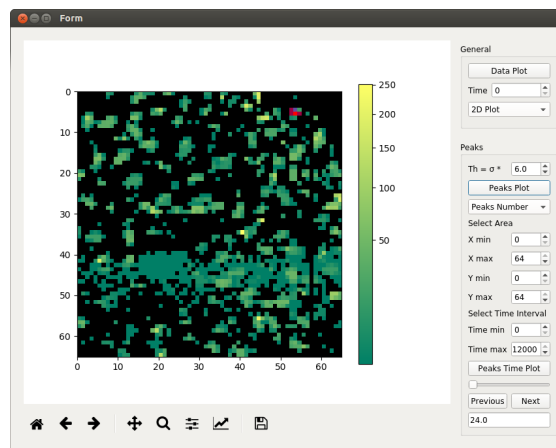 Form
General
Data Plot
Time 0
2D Plot
Peaks
Th = σ * 6.0
Peaks Plot
Peaks Number
Select Area
X min 0
X max 64
Y min 0
Y max 64
Select Time Interval
Time min 0
Time max 12000
Peaks Time Plot
Previous Next
24.0
0
10
20
30
40
50
60
0 10 20 30 40 50 60
250
200
150
100
50